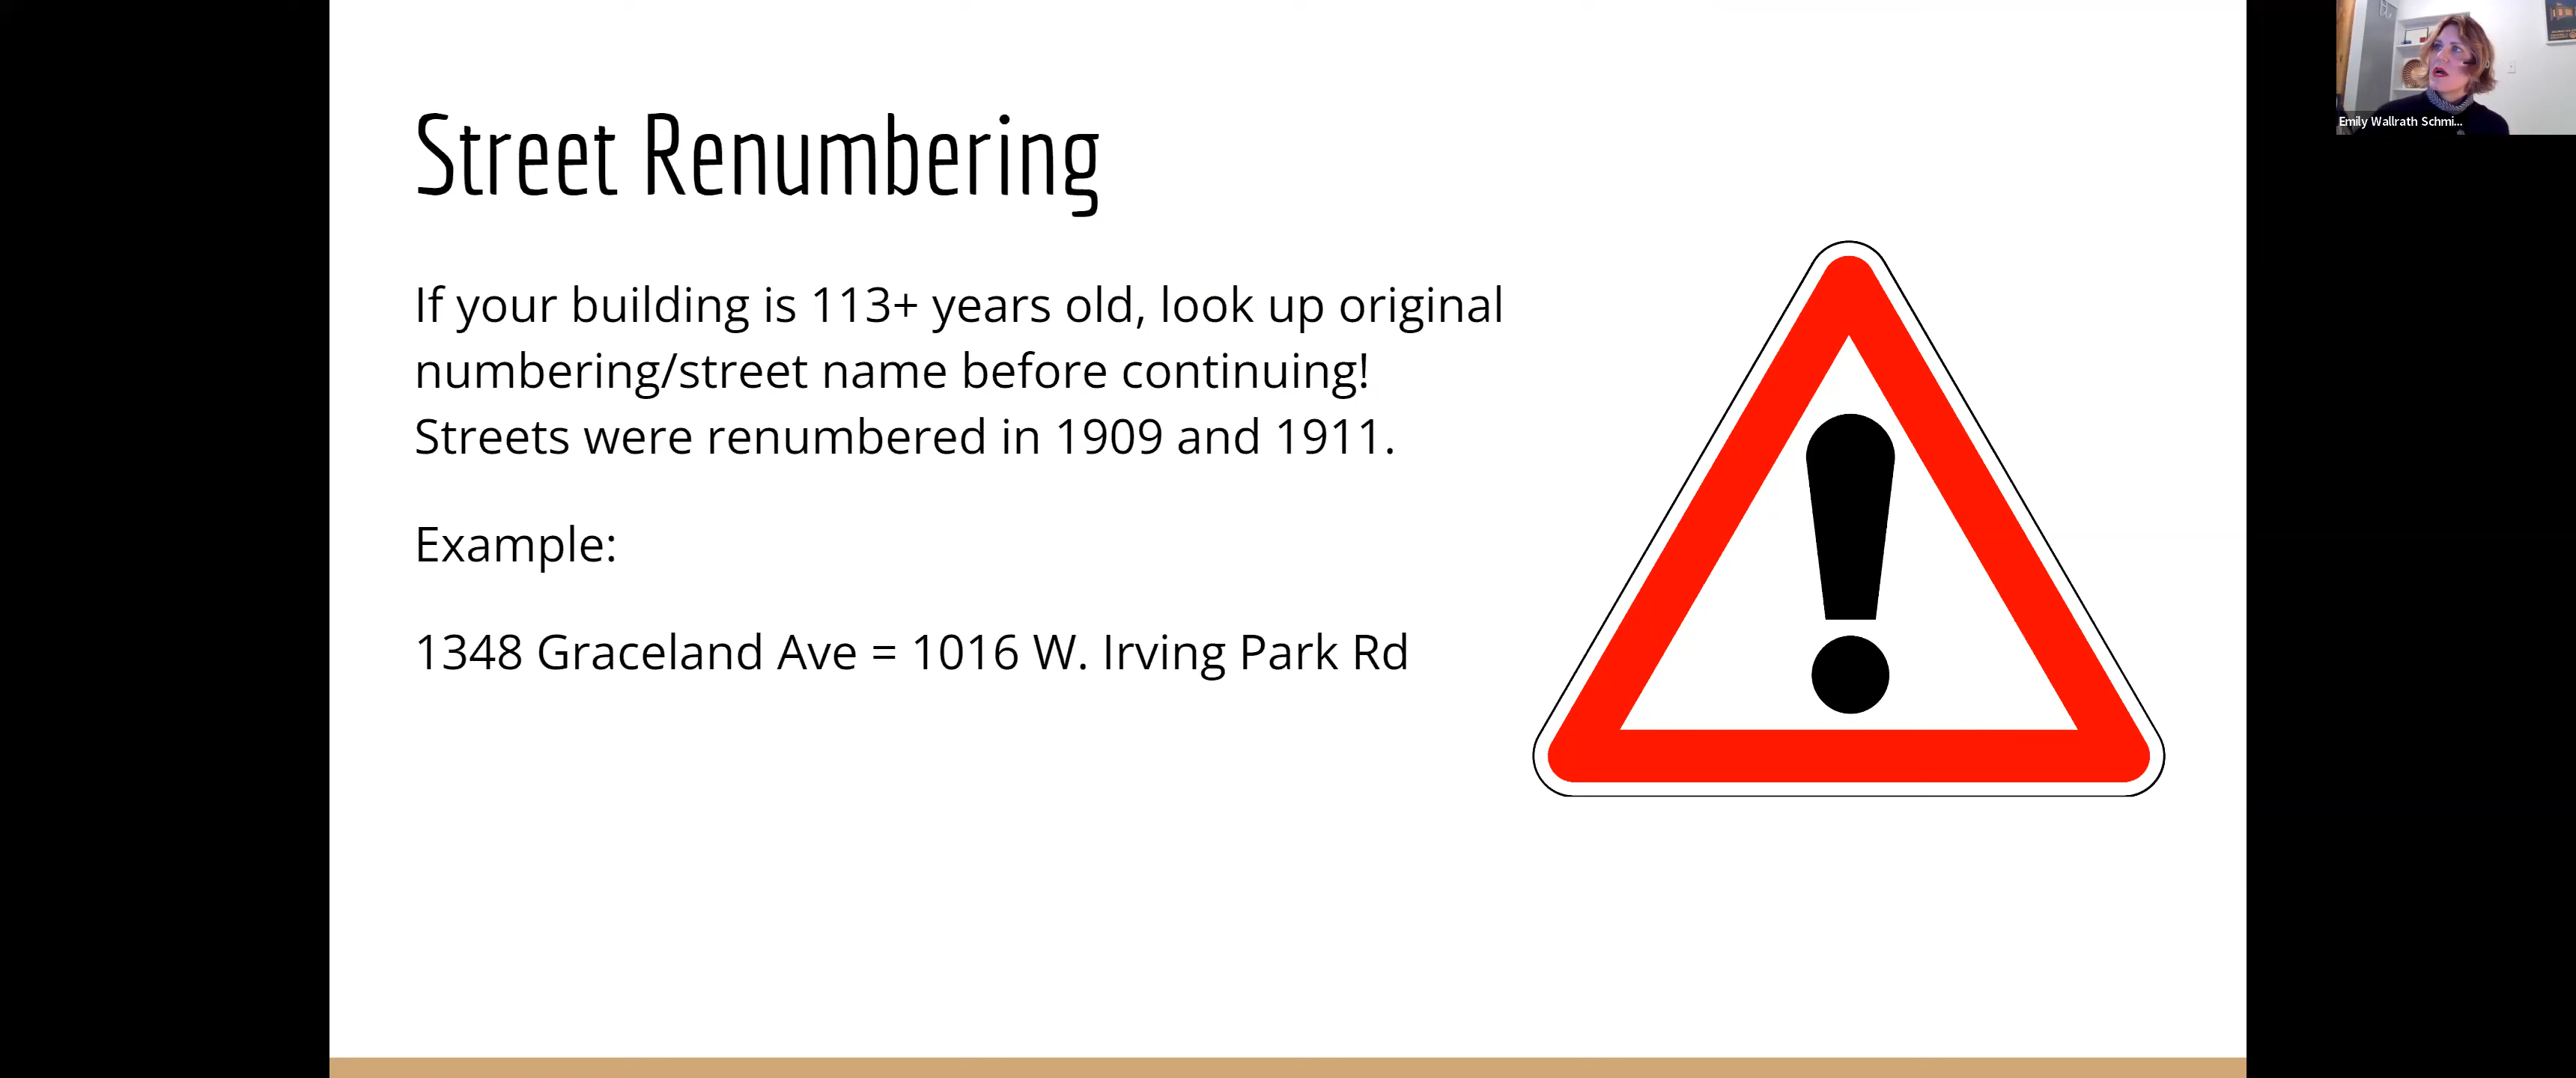 Street Renumbering
If your building is 113+ years old, look up original
numbering/street name before continuing!
Streets were renumbered in 1909 and 1911.
Example:
1348 Graceland Ave = 1016 W. Irving Park Rd
Emily Wallrath Schmi...